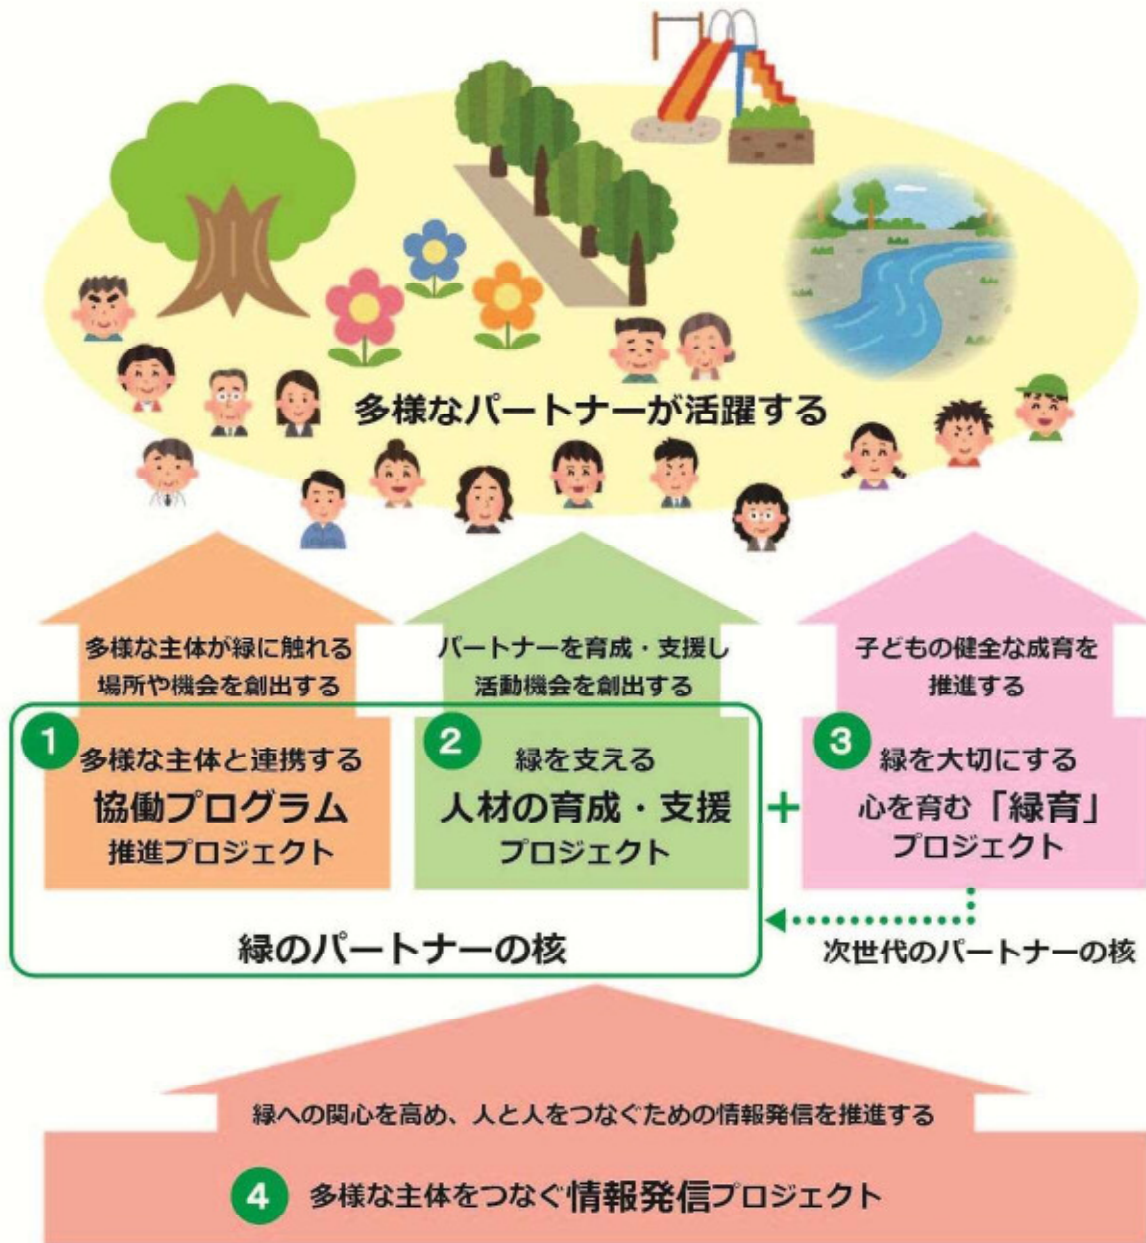 多様なパートナーが活躍する
多様な主体が緑に触れる
場所や機会を創出する
パートナーを育成・支援し
活動機会を創出する
子どもの健全な成育を
推進する
1
多様な主体と連携する
協働プログラム
推進プロジェクト
2
緑を支える
人材の育成・支援
プロジェクト
+
3
緑を大切にする
心を育む「緑育」
プロジェクト
緑のパートナーの核
次世代のパートナーの核
緑への関心を高め、人と人をつなぐための情報発信を推進する
4 多様な主体をつなぐ情報発信プロジェクト